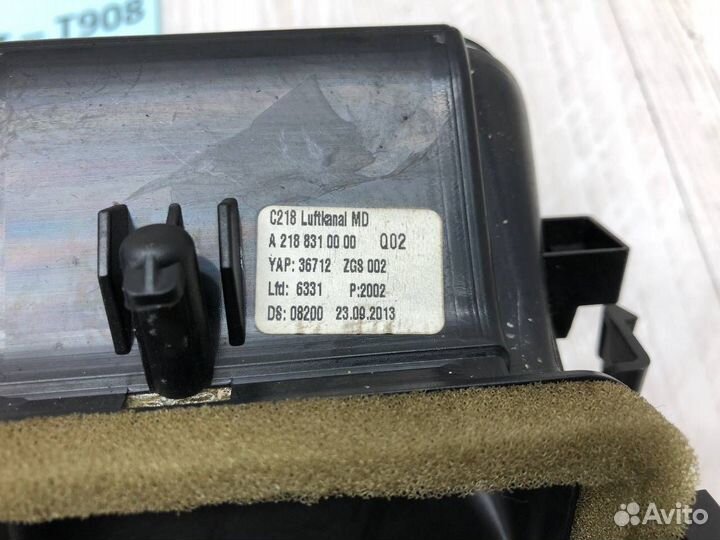 T908
C218 Luftkanal MD
A 218 831 00 00 Q02
YAP: 36712 ZGS 002
Lfd: 6331 P:2002
DS: 08200 23.09.2013
Avito